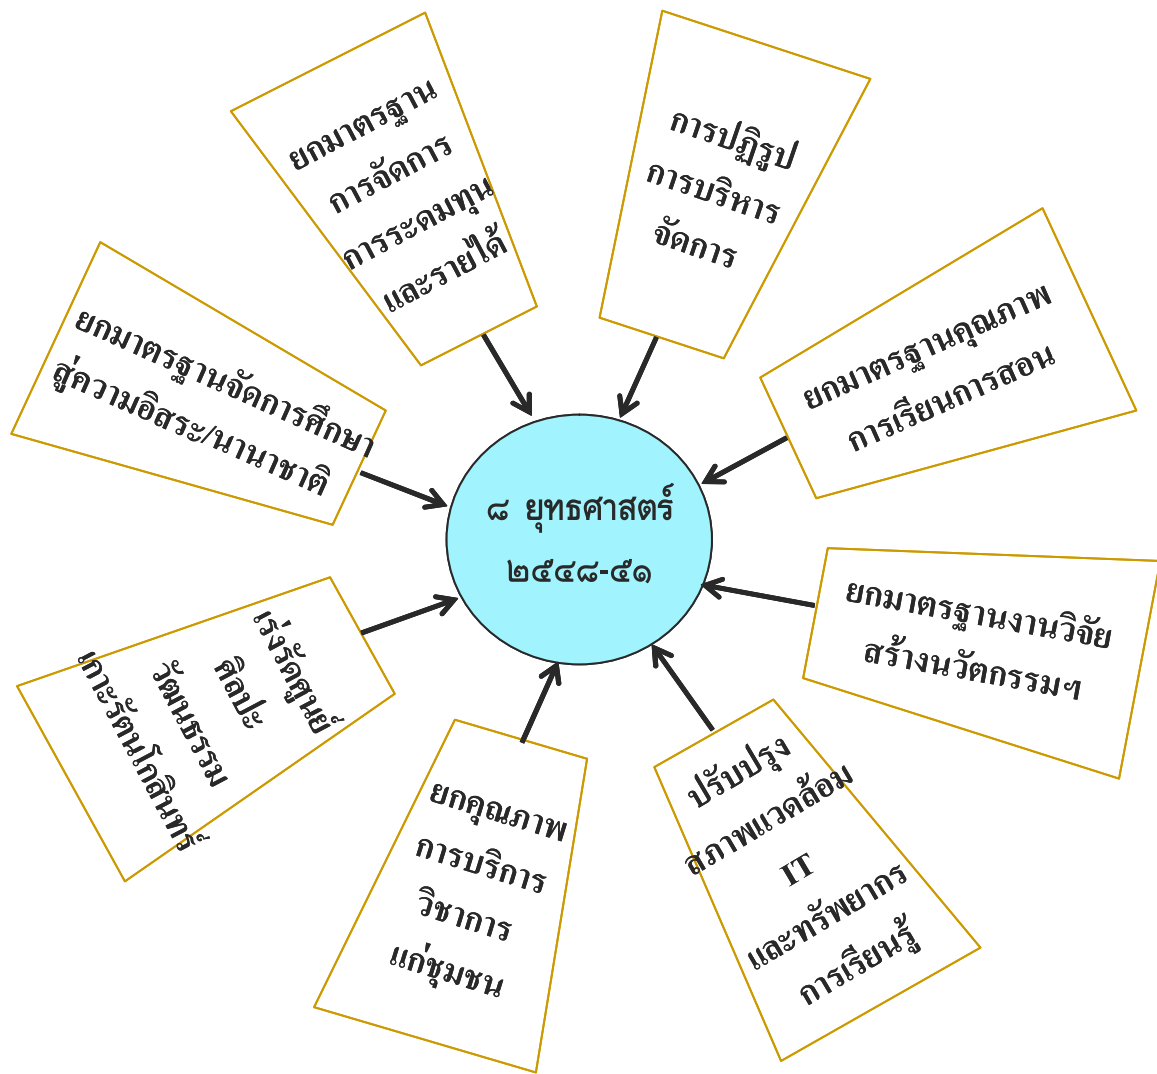 ๘ ยุทธศาสตร์
๒๕๔๘-๕๑
การปฏิรูป
การบริหาร
จัดการ
ยกมาตรฐานคุณภาพ
การเรียนการสอน
ยกมาตรฐานงานวิจัย
สร้างนวัตกรรมฯ
ปรับปรุง
สภาพแวดล้อม
IT
และทรัพยากร
การเรียนรู้
ยกคุณภาพ
การบริการ
วิชาการ
แก่ชุมชน
เร่งรัดศูนย์
ศิลปะ
วัฒนธรรม
เกาะรัตนโกสินทร์
ยกมาตรฐานจัดการศึกษา
สู่ความอิสระ/นานาชาติ
ยกมาตรฐาน
การจัดการ
การระดมทุน
และรายได้